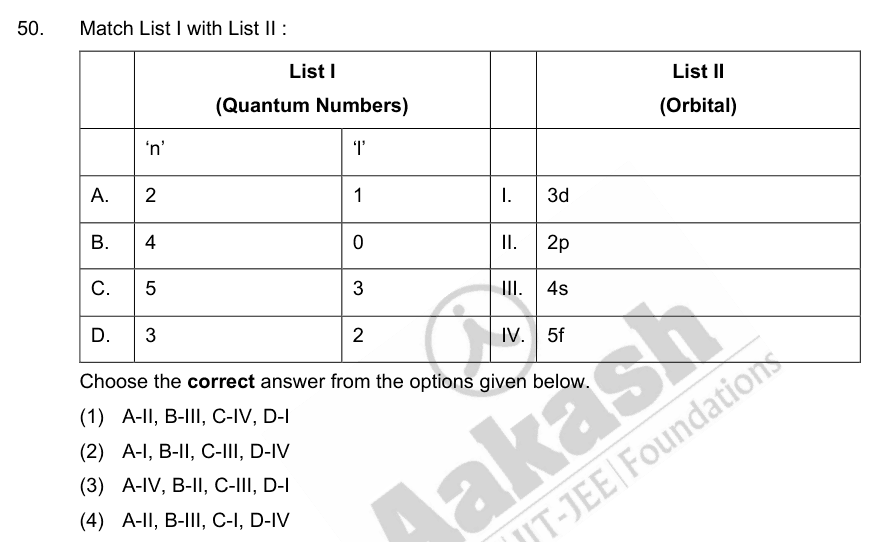 50. Match List I with List II :
List I List II
(Quantum Numbers) (Orbital)
‘n’ ‘l’
A. 2 1 I. 3d
B. 4 0 II. 2p
C. 5 3 III. 4s
D. 3 2 IV. 5f
Choose the correct answer from the options given below.
(1) A-II, B-III, C-IV, D-I
(2) A-I, B-II, C-III, D-IV
(3) A-IV, B-II, C-III, D-I
(4) A-II, B-III, C-I, D-IV
Aakash
IIT-JEE|Foundations